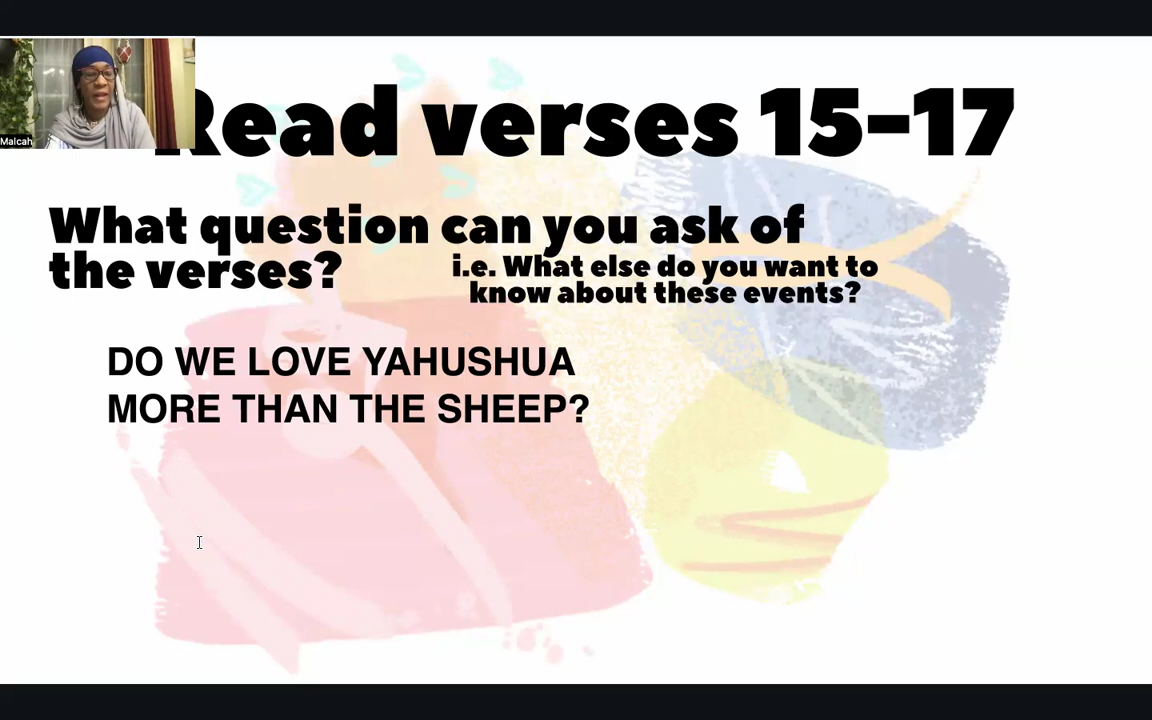 Malcah
Read verses 15-17
What question can you ask of
the verses?
i.e. What else do you want to
know about these events?
DO WE LOVE YAHUSHUA
MORE THAN THE SHEEP?